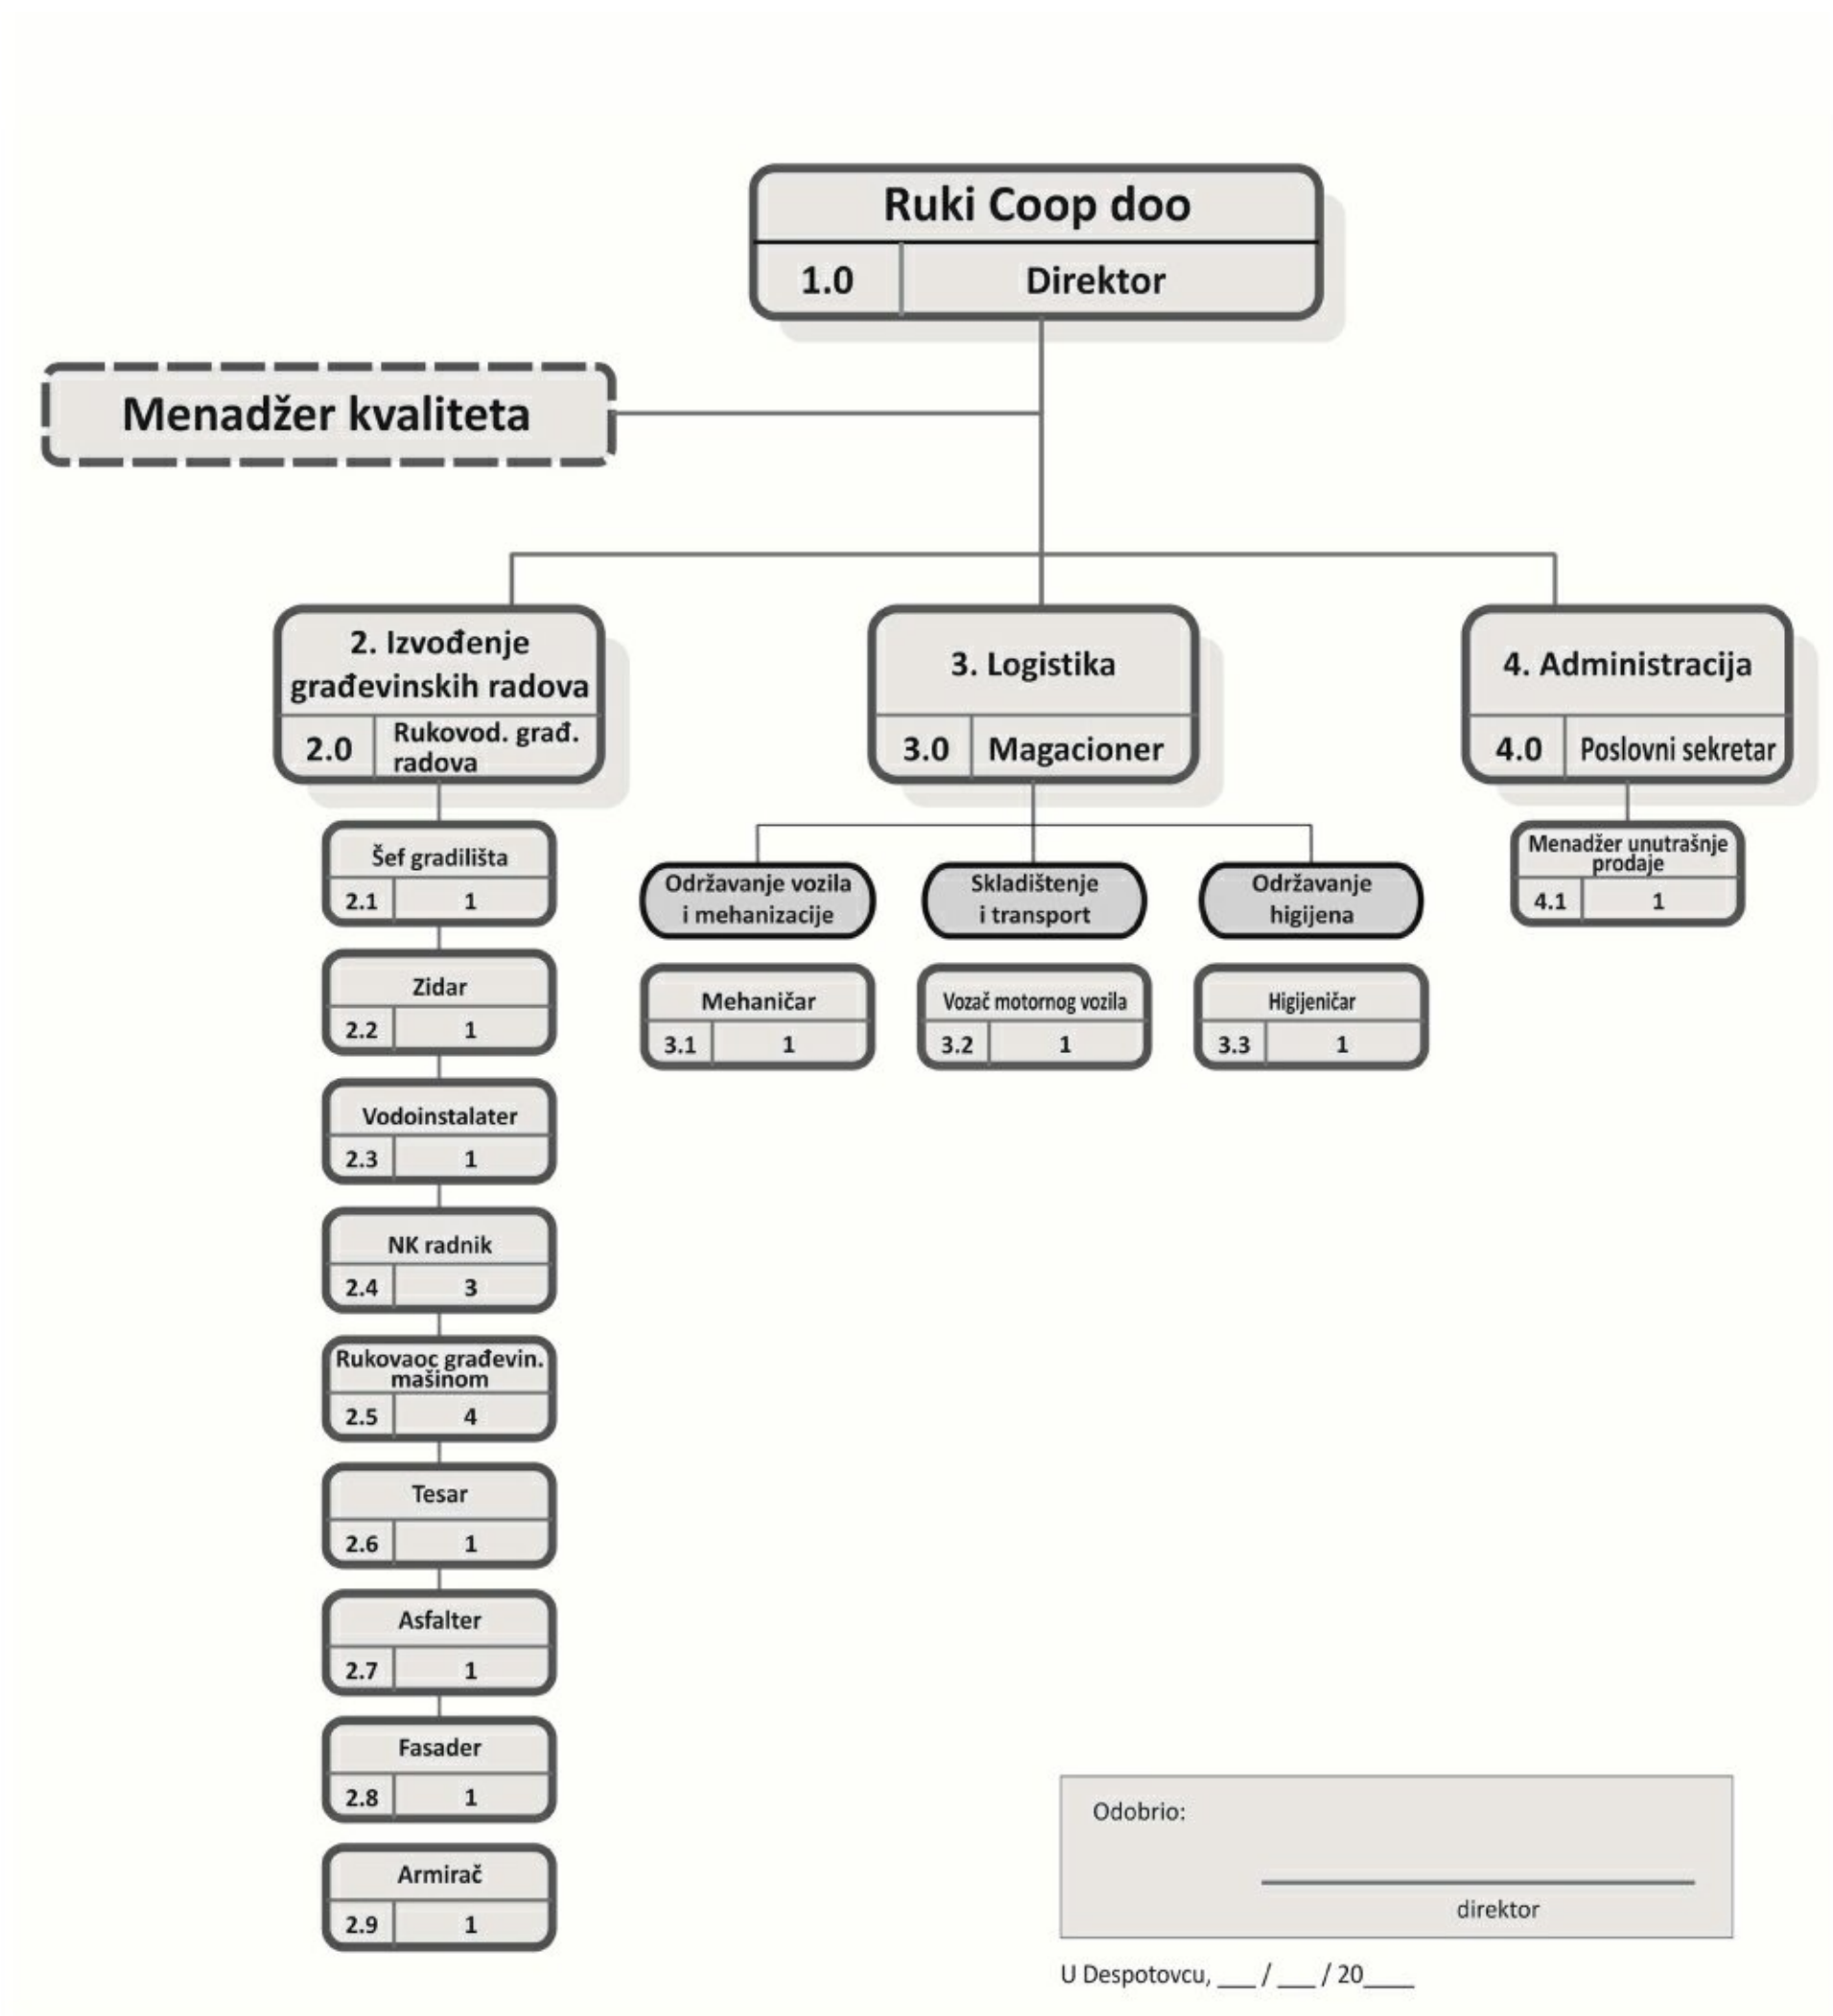 Ruki Coop doo
1.0 Direktor
Menadžer kvaliteta
2. Izvođenje
građevinskih radova
2.0 Rukovod. građ.
radova
3. Logistika
3.0 Magacioner
4. Administracija
4.0 Poslovni sekretar
Šef gradilišta
2.1 1
Zidar
2.2 1
Vodoinstalater
2.3 1
NK radnik
2.4 3
Rukovaoc građevin.
mašinom
2.5 4
Tesar
2.6 1
Asfalter
2.7 1
Fasader
2.8 1
Armirač
2.9 1
Održavanje vozila
i mehanizacije
Mehaničar
3.1 1
Skladištenje
i transport
Vozač motornog vozila
3.2 1
Održavanje
higijena
Higijeničar
3.3 1
Menadžer unutrašnje
prodaje
4.1 1
Odobrio:
direktor
U Despotovcu, ___ / ___ / 20____